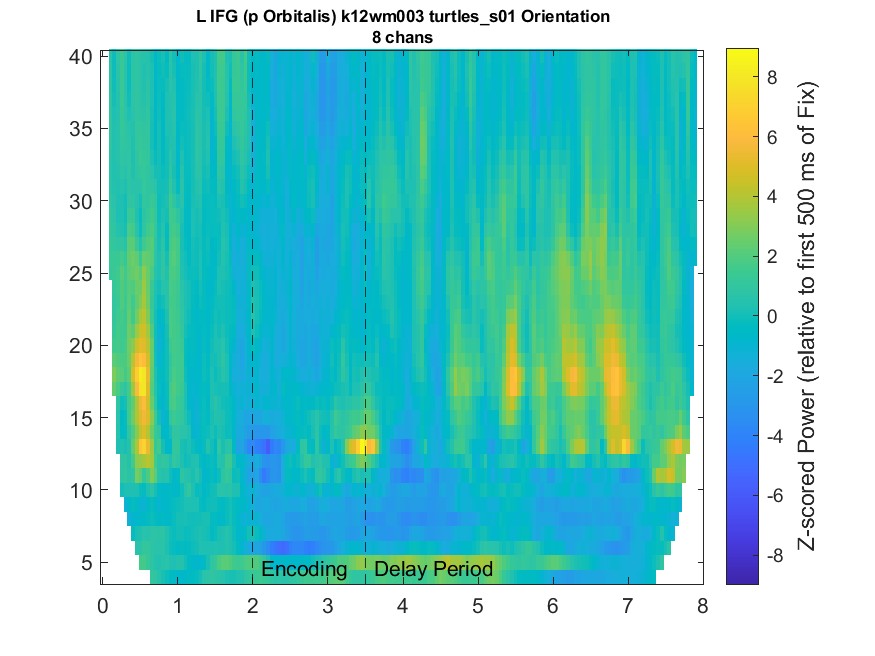 L IFG (p Orbitalis) k12wm003 turtles_s01 Orientation
8 chans
40
35
30
25
20
15
10
5
Encoding
Delay Period
0 1 2 3 4 5 6 7 8
8
6
4
2
0
-2
-4
-6
-8
Z-scored Power (relative to first 500 ms of Fix)